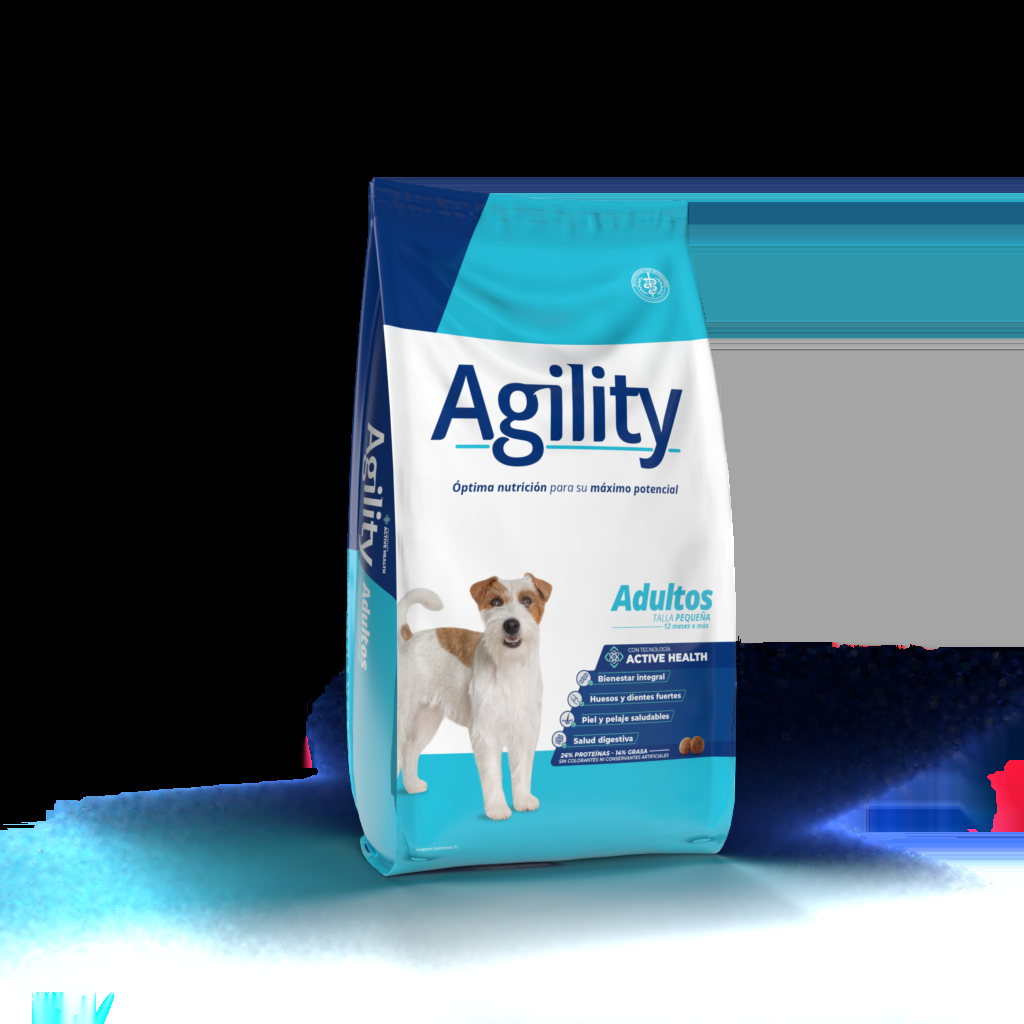 Agility
Óptima nutrición para su máximo potencial
Adultos
TALLA PEQUEÑA
12 meses o más
CON TECNOLOGÍA
ACTIVE HEALTH
Bienestar integral
Huesos y dientes fuertes
Piel y pelaje saludables
Salud digestiva
26% PROTEÍNAS • 14% GRASA
SIN COLORANTES NI CONSERVANTES ARTIFICIALES
Agility
ACTIVE HEALTH
Adultos